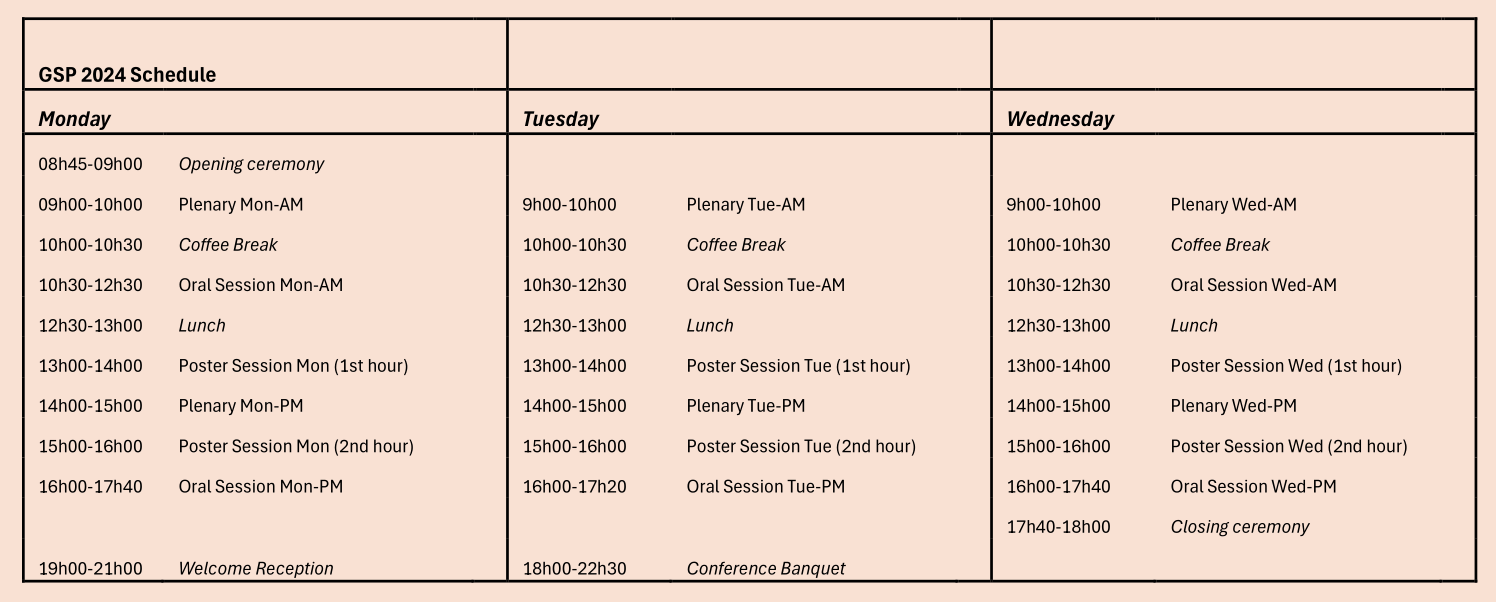 GSP 2024 Schedule
Monday Tuesday Wednesday
08h45-09h00 Opening ceremony
09h00-10h00 Plenary Mon-AM 9h00-10h00 Plenary Tue-AM 9h00-10h00 Plenary Wed-AM
10h00-10h30 Coffee Break 10h00-10h30 Coffee Break 10h00-10h30 Coffee Break
10h30-12h30 Oral Session Mon-AM 10h30-12h30 Oral Session Tue-AM 10h30-12h30 Oral Session Wed-AM
12h30-13h00 Lunch 12h30-13h00 Lunch 12h30-13h00 Lunch
13h00-14h00 Poster Session Mon (1st hour) 13h00-14h00 Poster Session Tue (1st hour) 13h00-14h00 Poster Session Wed (1st hour)
14h00-15h00 Plenary Mon-PM 14h00-15h00 Plenary Tue-PM 14h00-15h00 Plenary Wed-PM
15h00-16h00 Poster Session Mon (2nd hour) 15h00-16h00 Poster Session Tue (2nd hour) 15h00-16h00 Poster Session Wed (2nd hour)
16h00-17h40 Oral Session Mon-PM 16h00-17h20 Oral Session Tue-PM 16h00-17h40 Oral Session Wed-PM
17h40-18h00 Closing ceremony
19h00-21h00 Welcome Reception 18h00-22h30 Conference Banquet